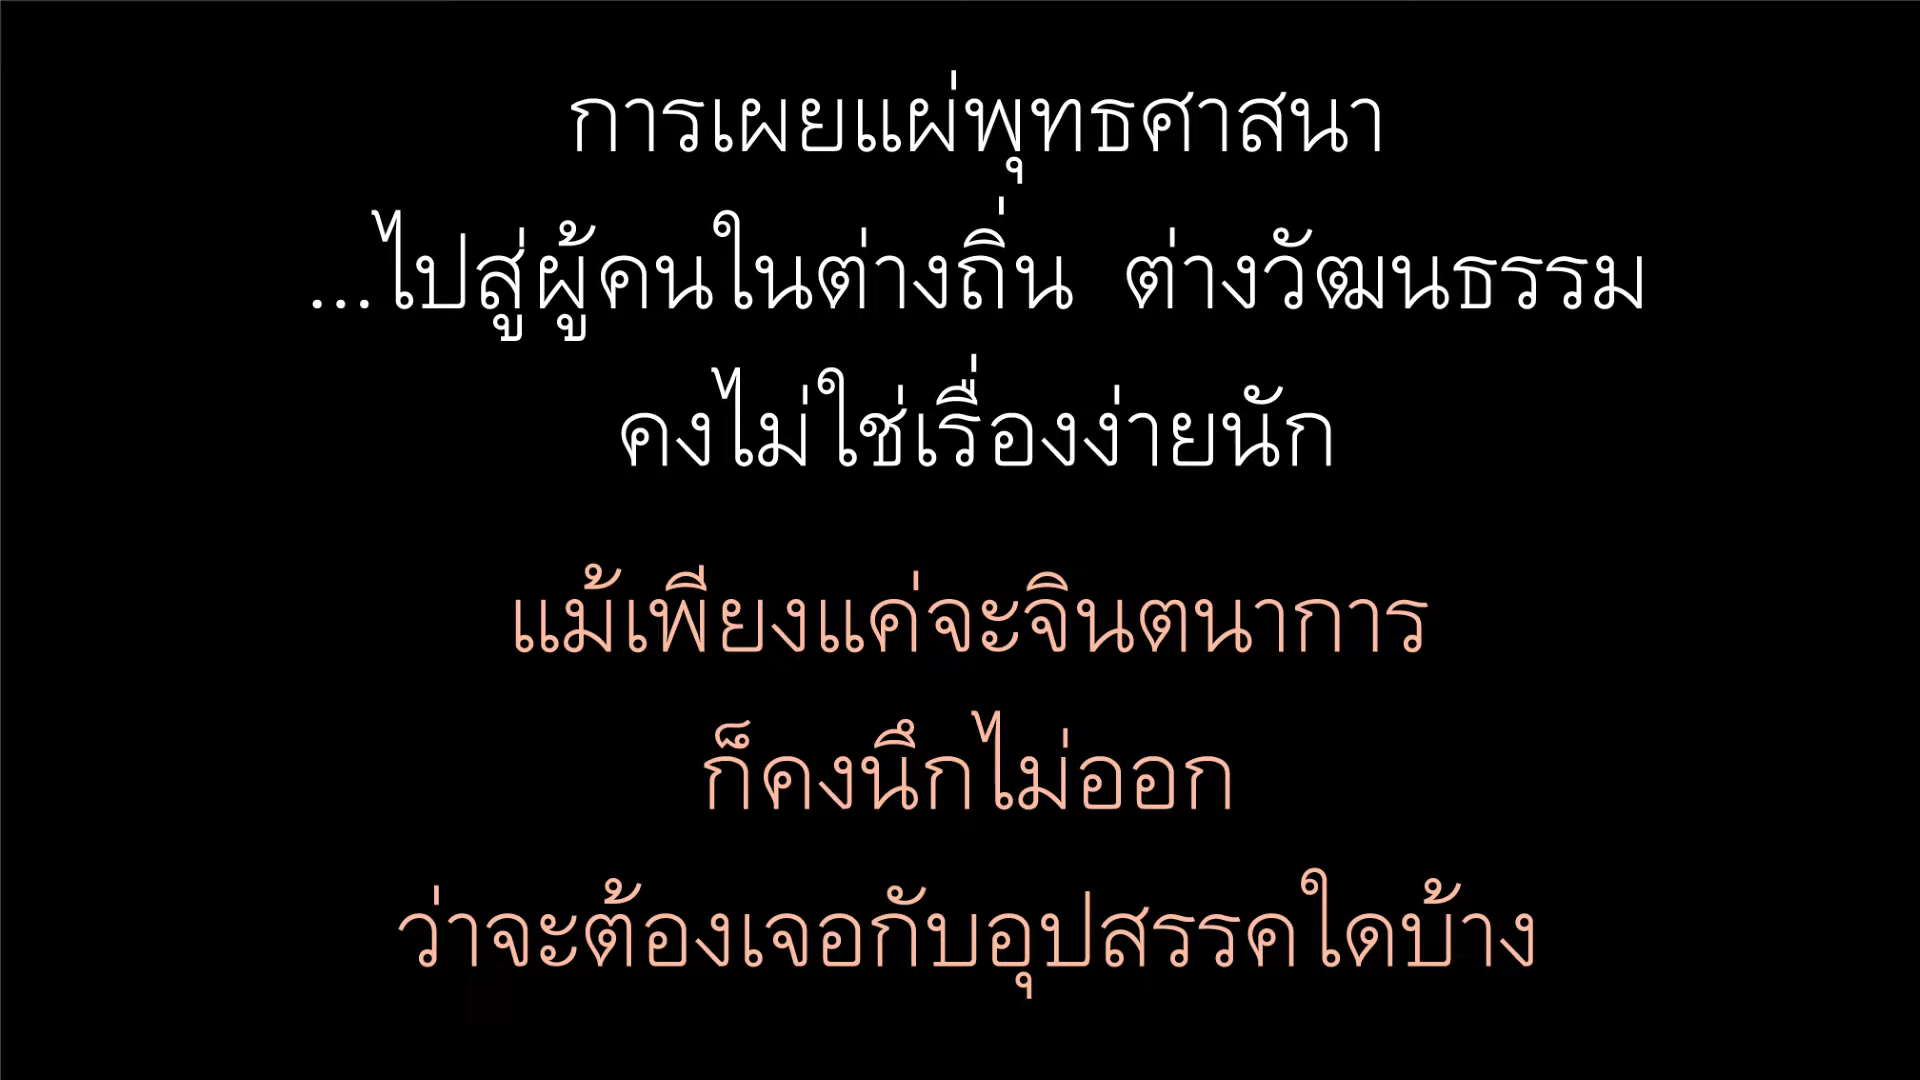 การเผยแผ่พุทธศาสนา
...ไปสู่ผู้คนในต่างถิ่น ต่างวัฒนธรรม
คงไม่ใช่เรื่องง่ายนัก
แม้เพียงแค่จะจินตนาการ
ก็คงนึกไม่ออก
ว่าจะต้องเจอกับอุปสรรคใดบ้าง